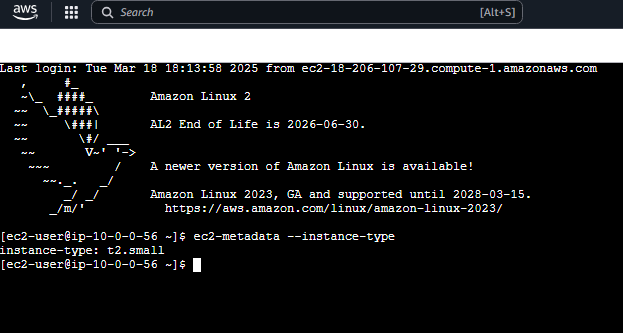 aws
Search
[Alt+S]
Last login: Tue Mar 18 18:13:58 2025 from ec2-18-206-107-29.compute-1.amazonaws.com
   ,     #_
   ~\_  ####_        Amazon Linux 2
  ~~  \_#####\
  ~~     \###|       AL2 End of Life is 2026-06-30.
  ~~       \#/ ___
   ~~       V~' '->
    ~~~         /    A newer version of Amazon Linux is available!
      ~~._.   _/
         _/ _/       Amazon Linux 2023, GA and supported until 2028-03-15.
       _/m/'           https://aws.amazon.com/linux/amazon-linux-2023/
[ec2-user@ip-10-0-0-56 ~]$ ec2-metadata --instance-type
instance-type: t2.small
[ec2-user@ip-10-0-0-56 ~]$